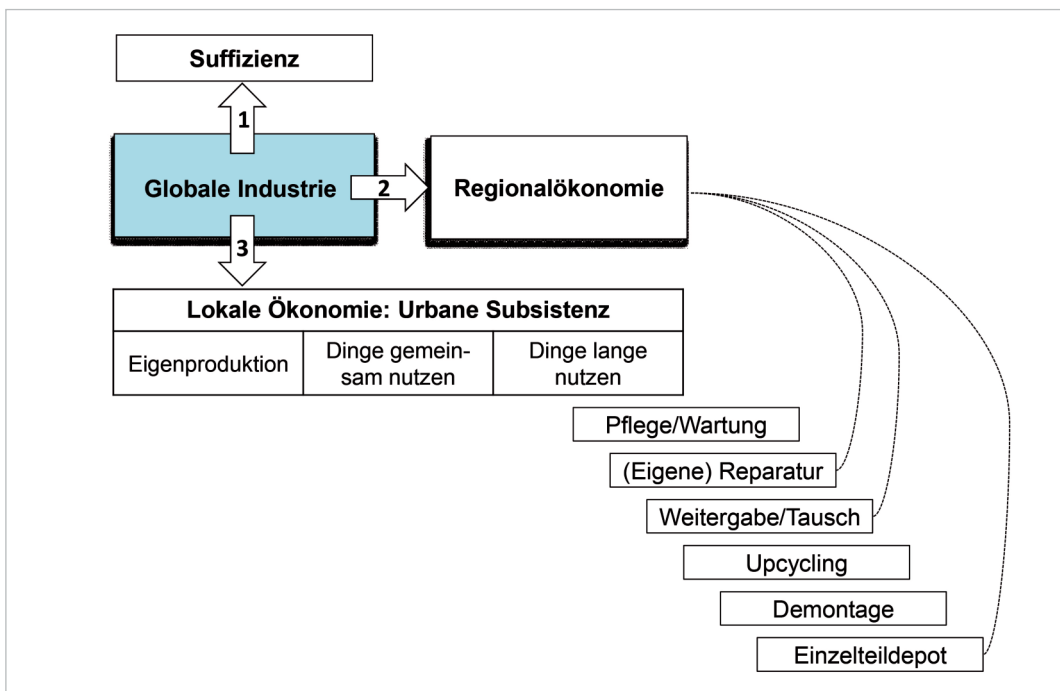 Suffizienz
1
Globale Industrie
2
Regionalökonomie
3
Lokale Ökonomie: Urbane Subsistenz
Eigenproduktion
Dinge gemein-
sam nutzen
Dinge lange
nutzen
Pflege/Wartung
(Eigene) Reparatur
Weitergabe/Tausch
Upcycling
Demontage
Einzelteildepot